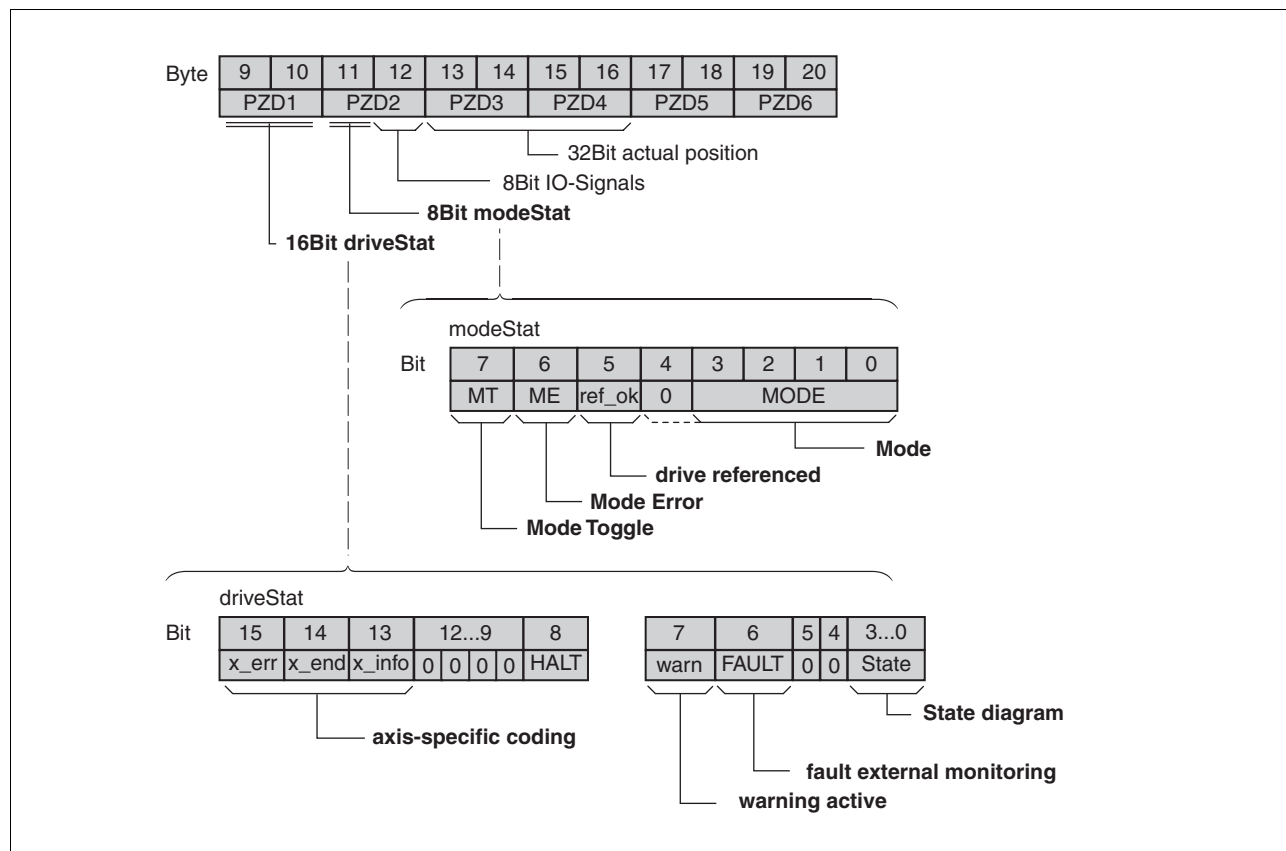 Byte 9 10 11 12 13 14 15 16 17 18 19 20
PZD1 PZD2 PZD3 PZD4 PZD5 PZD6
32Bit actual position
8Bit IO-Signals
8Bit modeStat
16Bit driveStat
modeStat
Bit 7 6 5 4 3 2 1 0
MT ME ref_ok 0 MODE
Mode
drive referenced
Mode Error
Mode Toggle
driveStat
Bit 15 14 13 12...9 8 7 6 5 4 3...0
x_err x_end x_info 0 0 0 0 HALT warn FAULT 0 0 State
State diagram
axis-specific coding
fault external monitoring
warning active